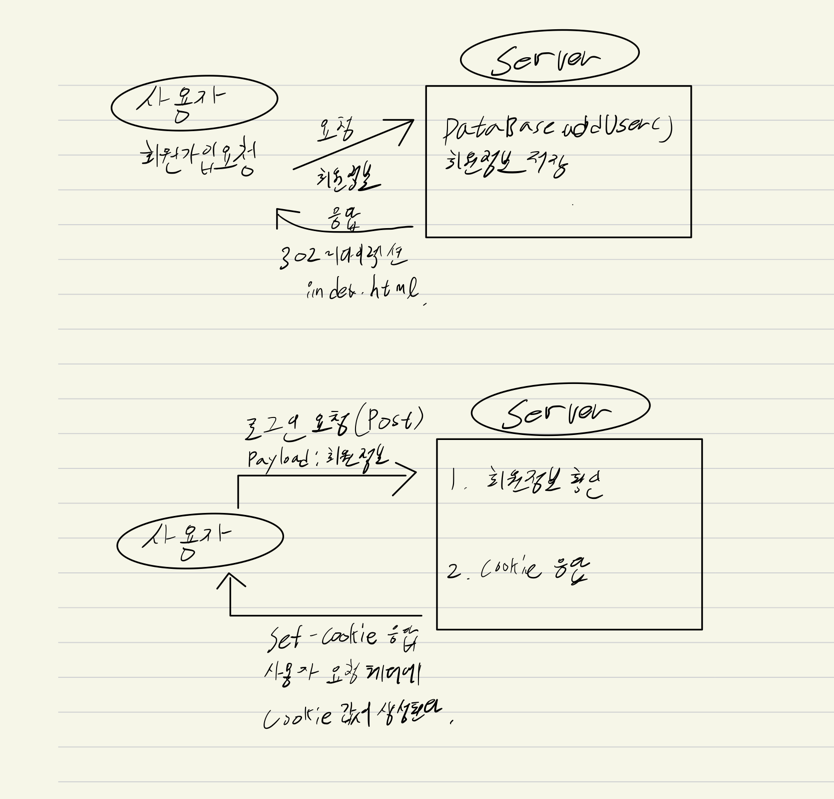 Server
사용자
회원가입요청
요청
회원정보
DataBase addUser()
회원정보 저장
응답
302 리다이렉션
index.html
Server
로그인 요청(Post)
Payload: 회원정보
1. 회원정보 확인
사용자
2. Cookie 응답
Set-Cookie 응답
사용자 요청 헤더에
Cookie 값이 생성된다.